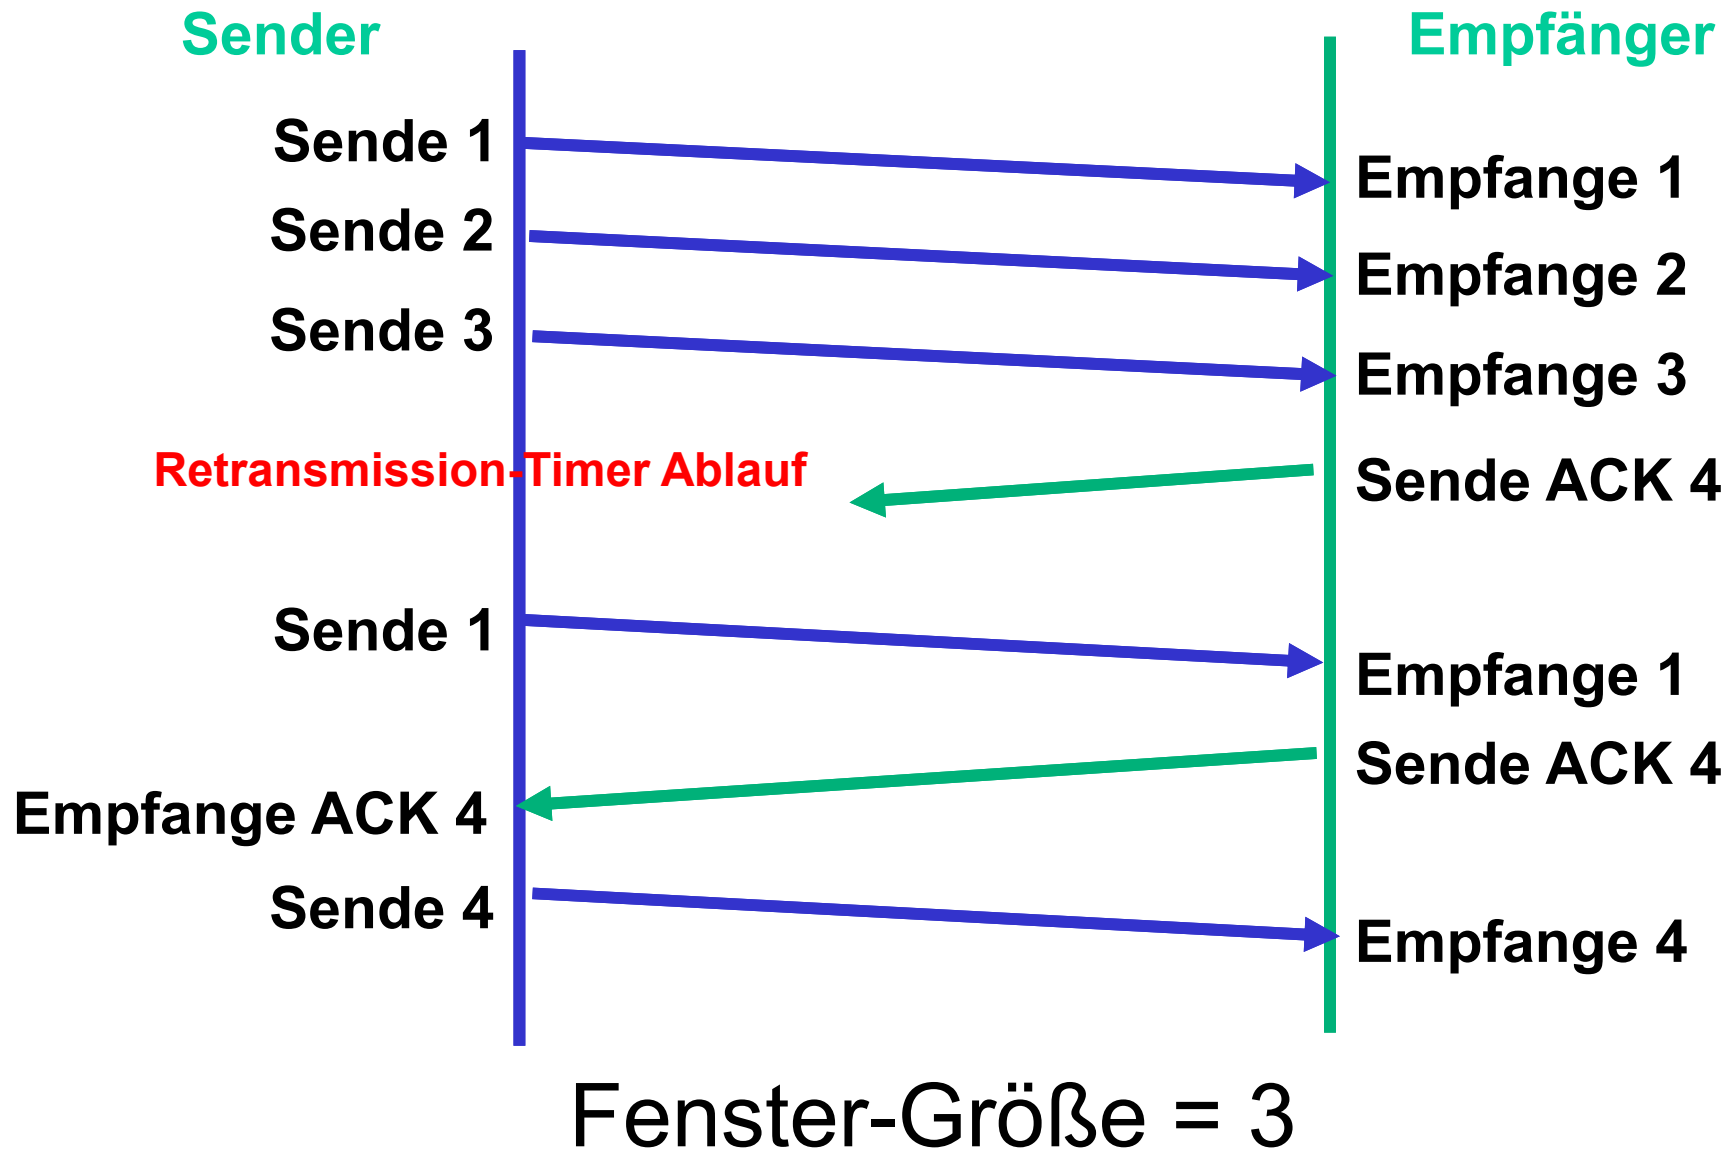 Sender
Empfänger
Sende 1
Empfange 1
Sende 2
Empfange 2
Sende 3
Empfange 3
Retransmission-Timer Ablauf
Sende ACK 4
Sende 1
Empfange 1
Sende ACK 4
Empfange ACK 4
Sende 4
Empfange 4
Fenster-Größe = 3